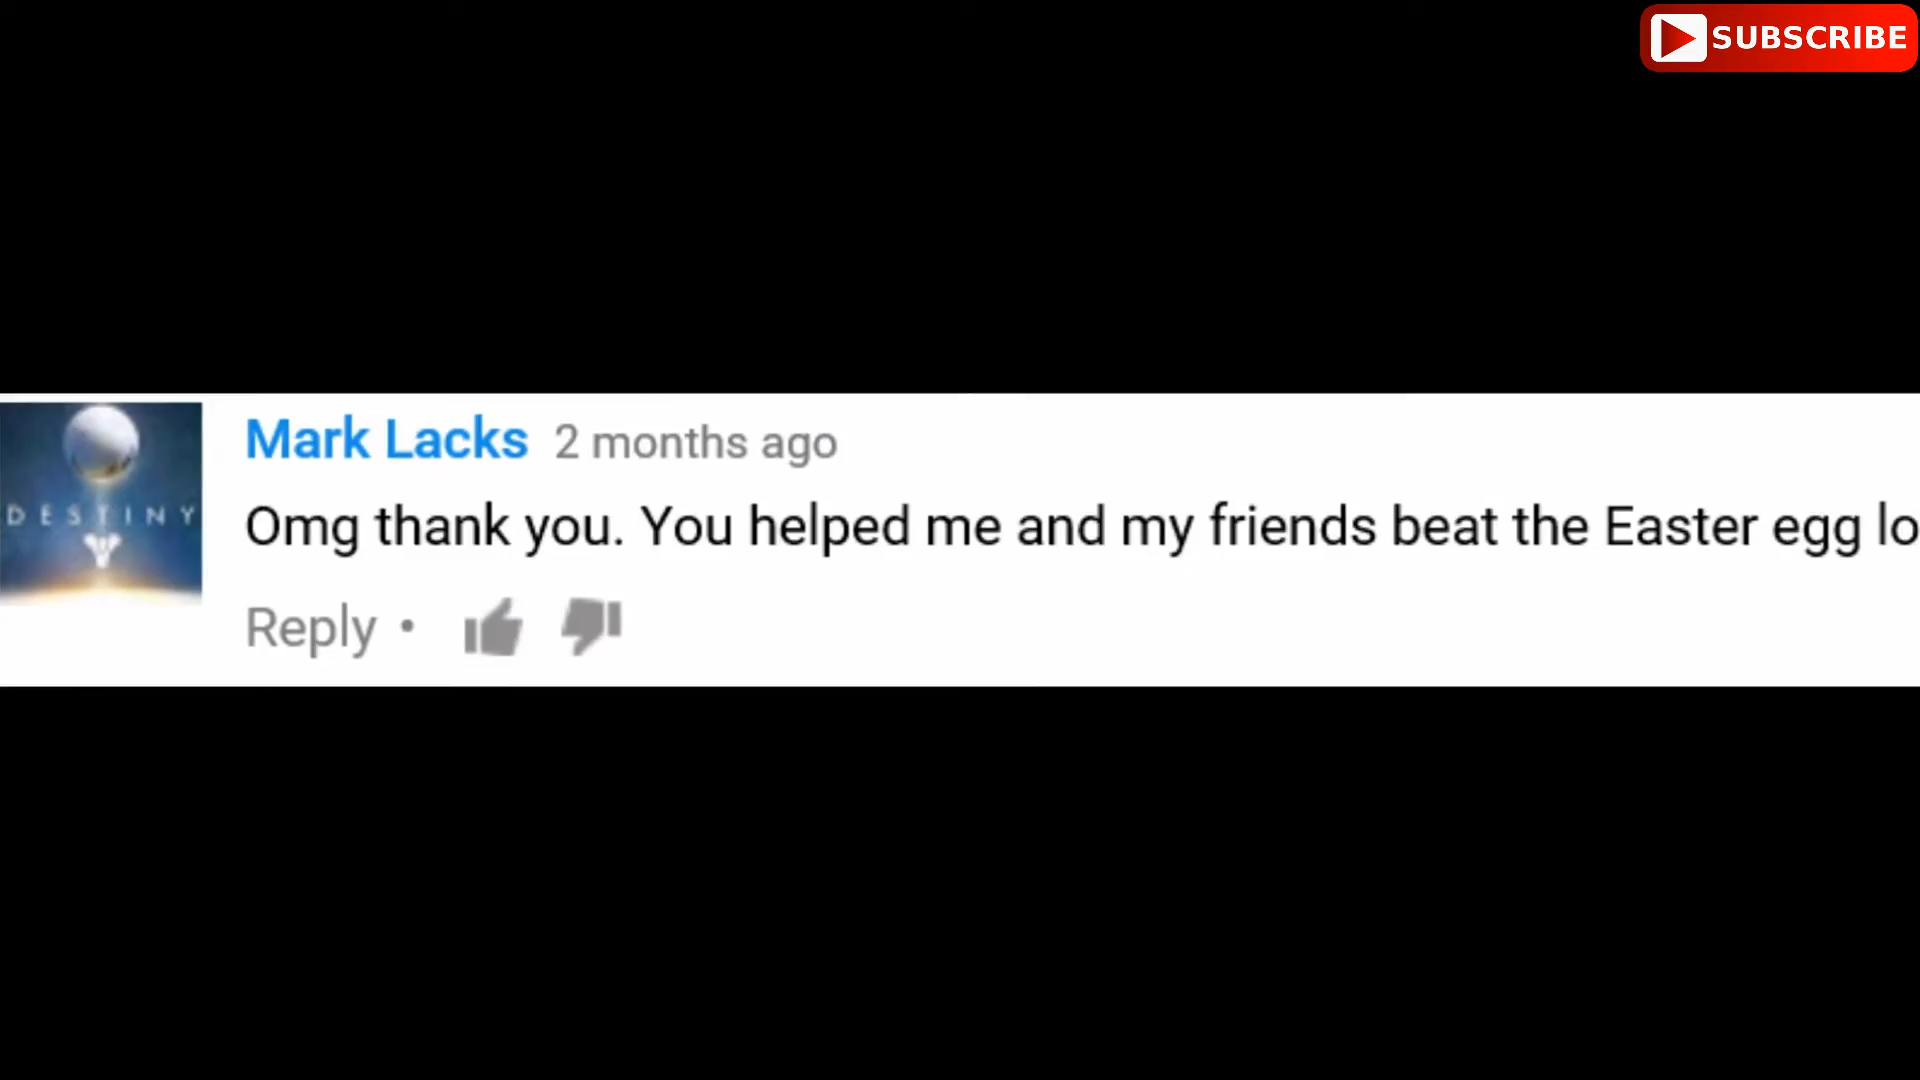 SUBSCRIBE
Mark Lacks 2 months ago
DESTINY
Omg thank you. You helped me and my friends beat the Easter egg lo
Reply •